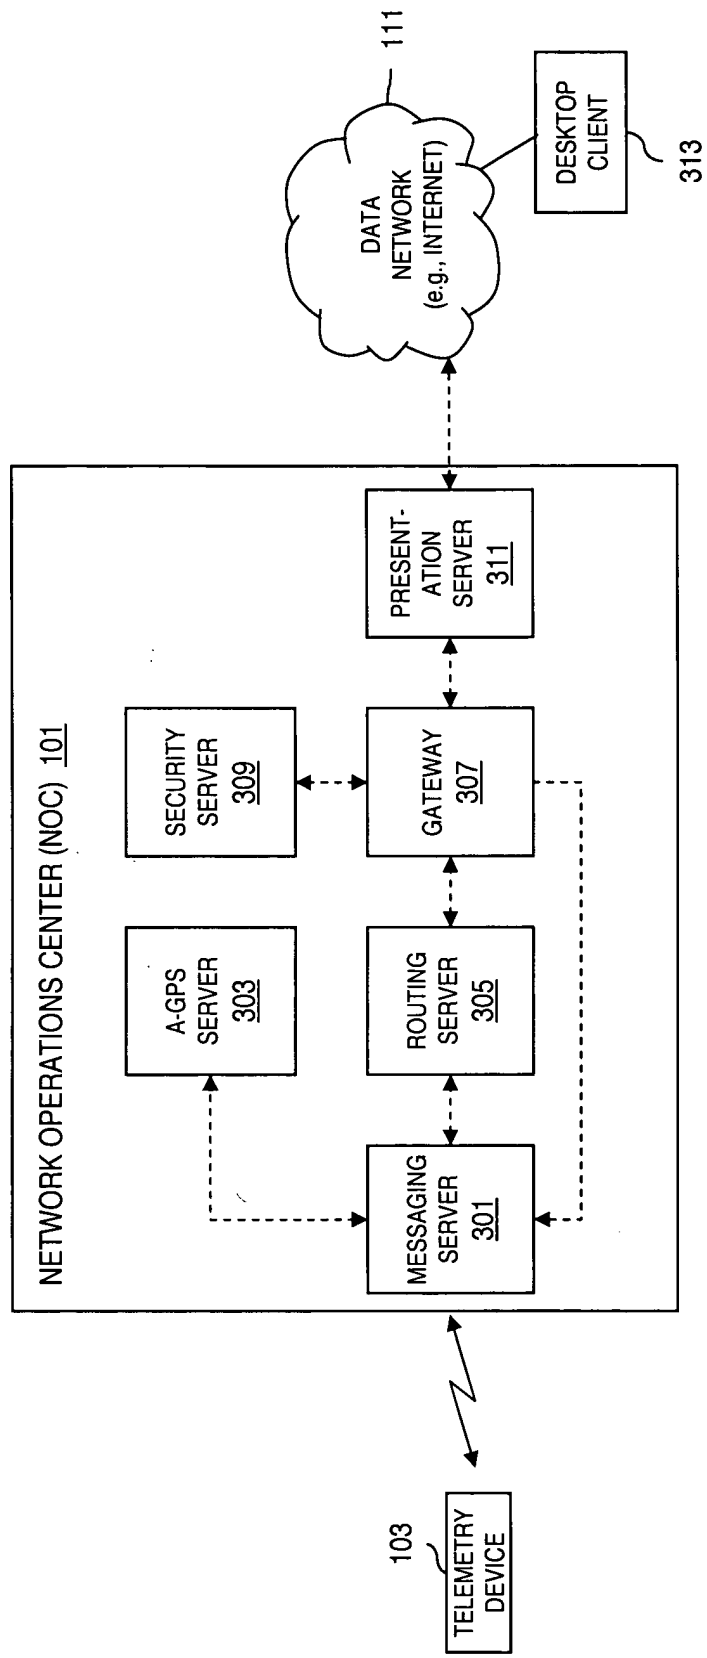 NETWORK OPERATIONS CENTER (NOC) 101
A-GPS
SERVER
303
SECURITY
SERVER
309
MESSAGING
SERVER
301
ROUTING
SERVER
305
GATEWAY
307
PRESENT-
ATION
SERVER
311
103
TELEMETRY
DEVICE
111
DATA
NETWORK
(e.g., INTERNET)
DESKTOP
CLIENT
313